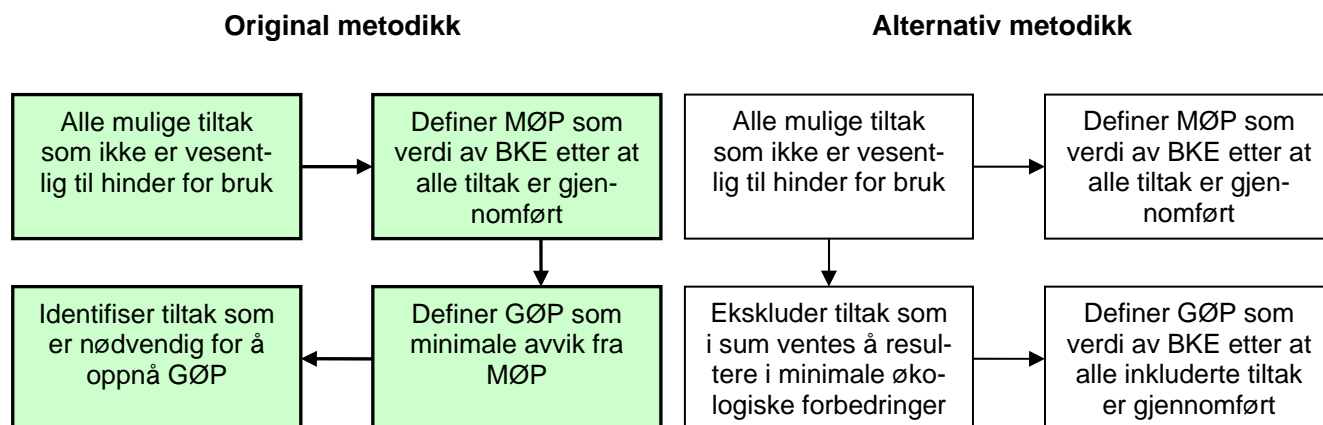 Original metodikk
Alternativ metodikk
Alle mulige tiltak
som ikke er vesent-
lig til hinder for bruk
Definer MØP som
verdi av BKE etter at
alle tiltak er gjen-
nomført
Identifiser tiltak som
er nødvendig for å
oppnå GØP
Definer GØP som
minimale avvik fra
MØP
Alle mulige tiltak
som ikke er vesent-
lig til hinder for bruk
Definer MØP som
verdi av BKE etter at
alle tiltak er gjen-
nomført
Ekskluder tiltak som
i sum ventes å resul-
tere i minimale øko-
logiske forbedringer
Definer GØP som
verdi av BKE etter at
alle inkluderte tiltak
er gjennomført